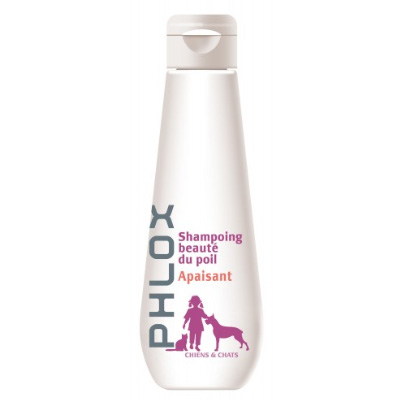 PHLOX
Shampoing
beauté
du poil
Apaisant
CHIENS & CHATS